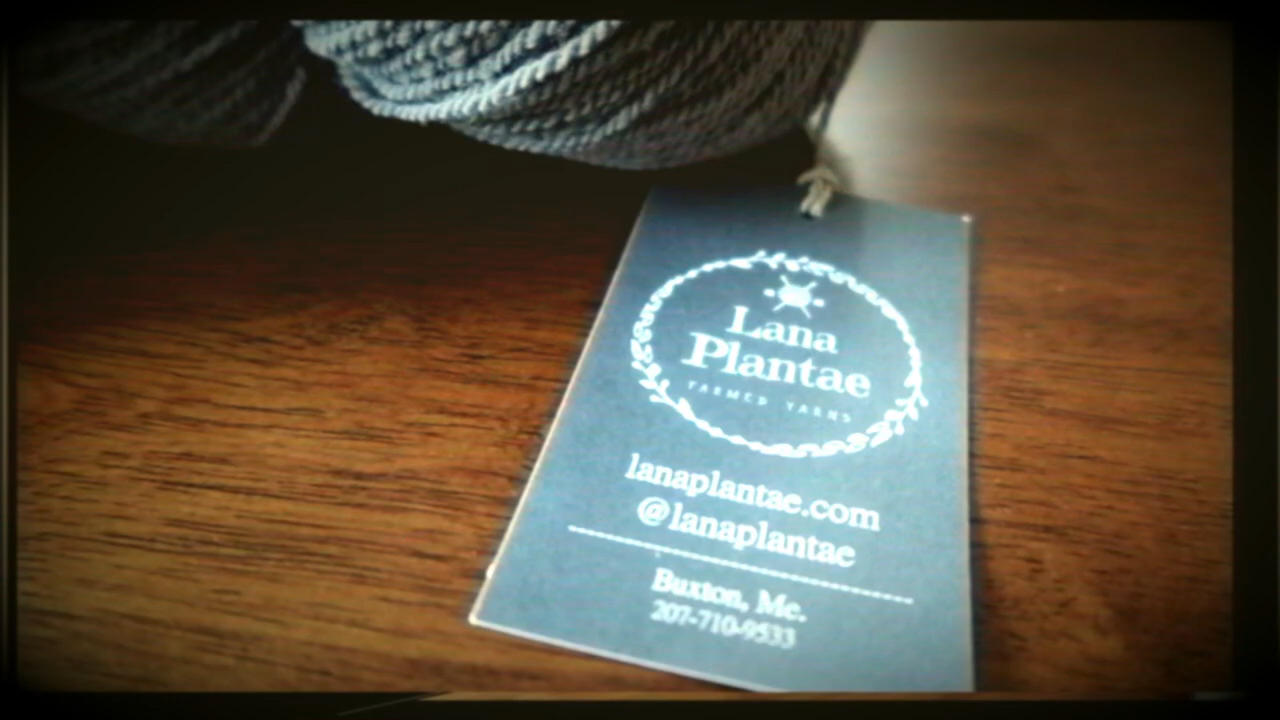 Lana
Plantae
FARMED YARNS
lanaplantae.com
@lanaplantae
Buxton, Me.
207-710-9533